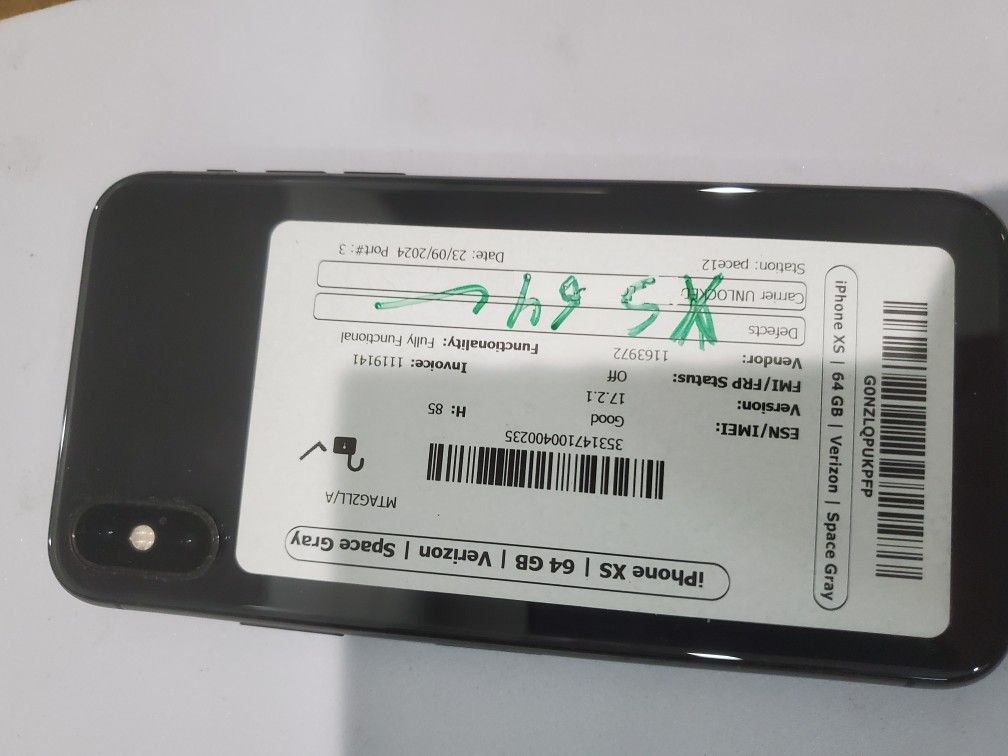 iPhone XS | 64 GB | Verizon | Space Gray
MTAG2LL/A
353147100400235
ESN/IMEI: Good H: 85
Version: 17.2.1
FMI/FRP Status: Off Invoice: 1119141
Vendor: 1163972 Functionality: Fully Functional
Defects
Carrier UNLOCKED
XS 64
Station: pace12 Date: 23/09/2024 Port#: 3
iPhone XS | 64 GB | Verizon | Space Gray
G0NZLQPUKPFP